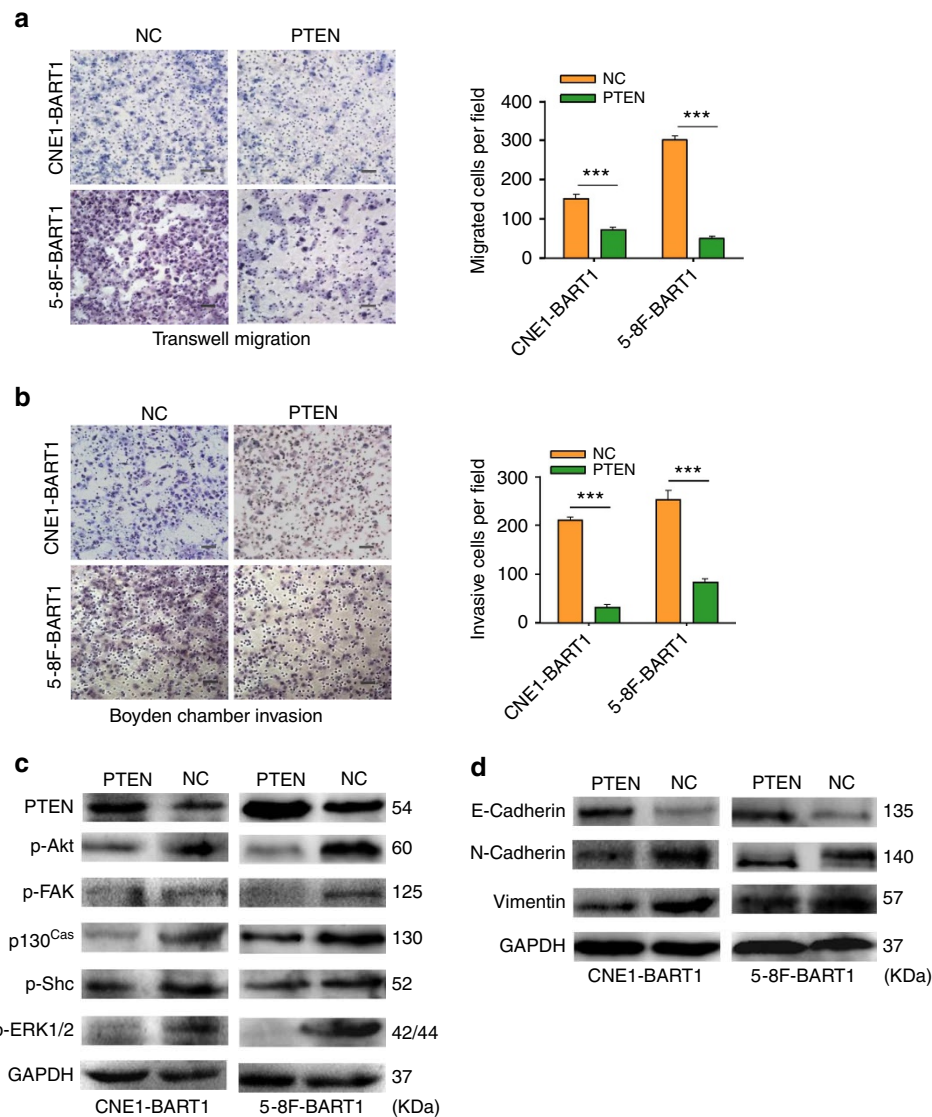 a
NC PTEN
CNE1-BART1
5-8F-BART1
Transwell migration
NC
PTEN
Migrated cells per field
400
300
200
100
0
***
***
CNE1-BART1
5-8F-BART1
b
NC PTEN
CNE1-BART1
5-8F-BART1
Boyden chamber invasion
NC
PTEN
Invasive cells per field
300
200
100
0
***
***
CNE1-BART1
5-8F-BART1
c
PTEN NC PTEN NC
PTEN 54
p-Akt 60
p-FAK 125
p130Cas 130
p-Shc 52
p-ERK1/2 42/44
GAPDH 37
CNE1-BART1 5-8F-BART1 (KDa)
d
PTEN NC PTEN NC
E-Cadherin 135
N-Cadherin 140
Vimentin 57
GAPDH 37
CNE1-BART1 5-8F-BART1 (KDa)